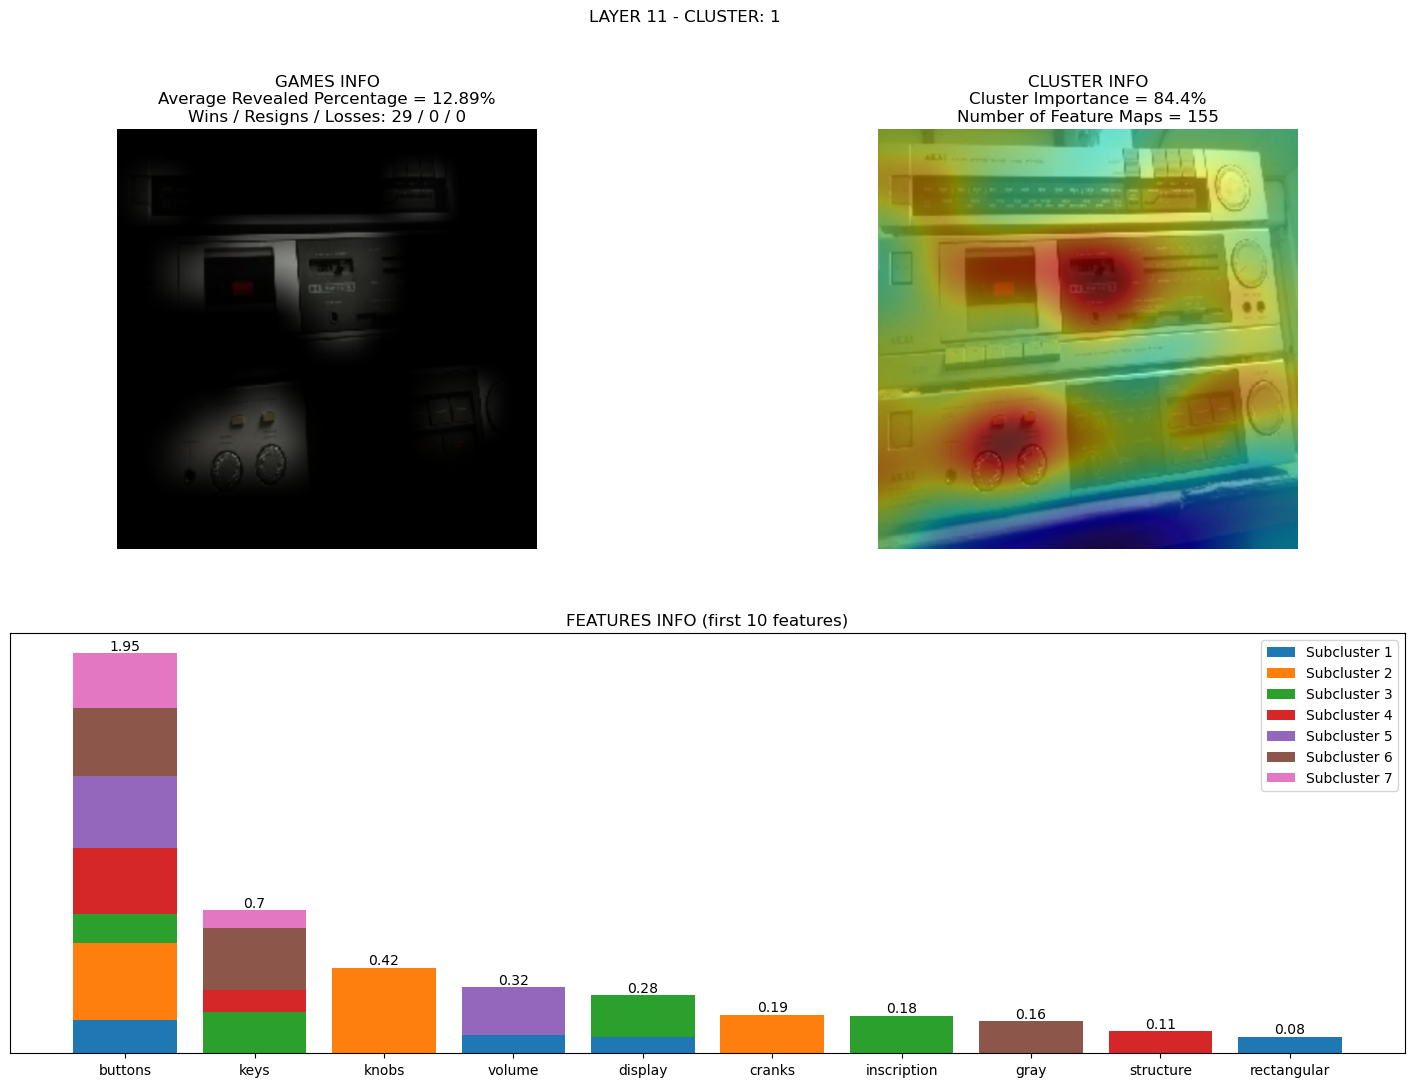 LAYER 11 - CLUSTER: 1
GAMES INFO
Average Revealed Percentage = 12.89%
Wins / Resigns / Losses: 29 / 0 / 0
CLUSTER INFO
Cluster Importance = 84.4%
Number of Feature Maps = 155
AKAI
AKAI
AKAI
FEATURES INFO (first 10 features)
1.95
0.7
0.42
0.32
0.28
0.19
0.18
0.16
0.11
0.08
Subcluster 1
Subcluster 2
Subcluster 3
Subcluster 4
Subcluster 5
Subcluster 6
Subcluster 7
buttons
keys
knobs
volume
display
cranks
inscription
gray
structure
rectangular